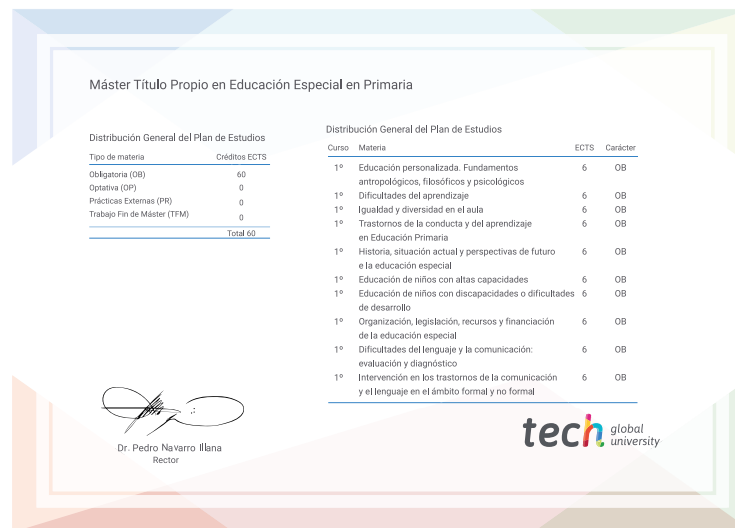 Máster Título Propio en Educación Especial en Primaria
Distribución General del Plan de Estudios
Tipo de materia Créditos ECTS
Obligatoria (OB) 60
Optativa (OP) 0
Prácticas Externas (PR) 0
Trabajo Fin de Máster (TFM) 0
Total 60
Distribución General del Plan de Estudios
Curso Materia ECTS Carácter
1º Educación personalizada. Fundamentos 6 OB
antropológicos, filosóficos y psicológicos
1º Dificultades del aprendizaje 6 OB
1º Igualdad y diversidad en el aula 6 OB
1º Trastornos de la conducta y del aprendizaje 6 OB
en Educación Primaria
1º Historia, situación actual y perspectivas de futuro 6 OB
e la educación especial
1º Educación de niños con altas capacidades 6 OB
1º Educación de niños con discapacidades o dificultades 6 OB
de desarrollo
1º Organización, legislación, recursos y financiación 6 OB
de la educación especial
1º Dificultades del lenguaje y la comunicación: 6 OB
evaluación y diagnóstico
1º Intervención en los trastornos de la comunicación 6 OB
y el lenguaje en el ámbito formal y no formal
Dr. Pedro Navarro Illana
Rector
tech global
university